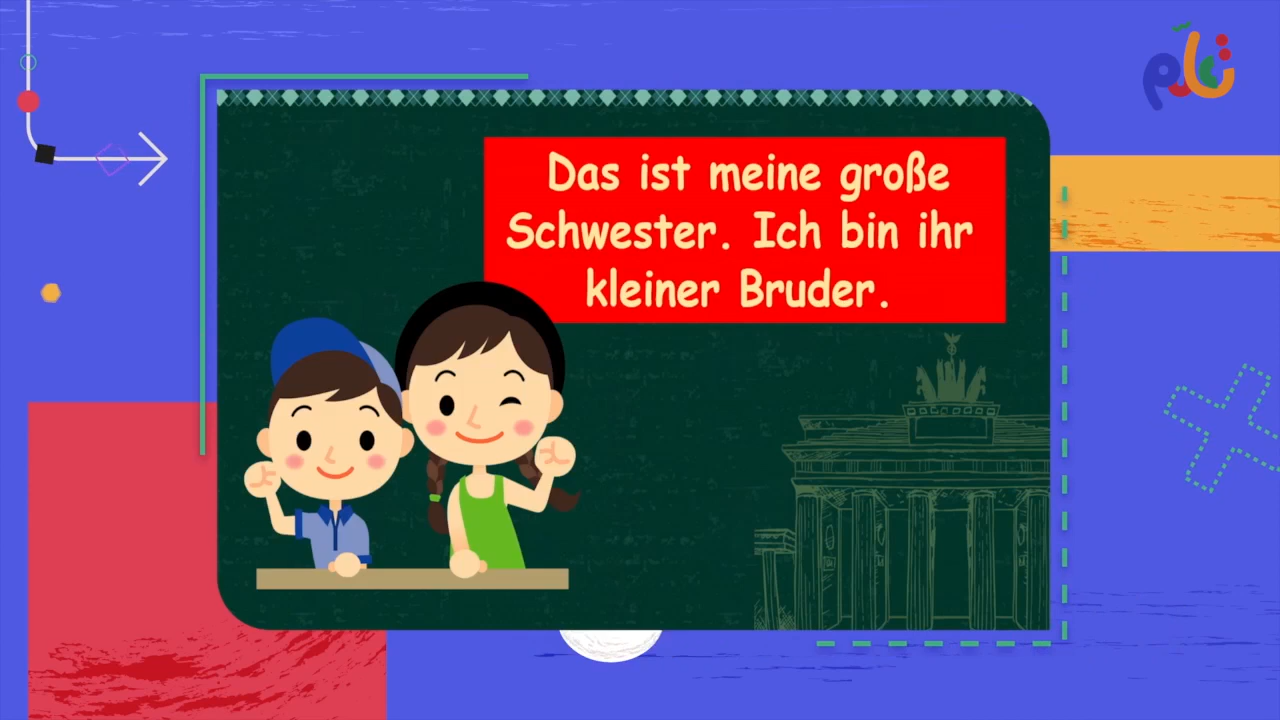 Das ist meine große
Schwester. Ich bin ihr
kleiner Bruder.